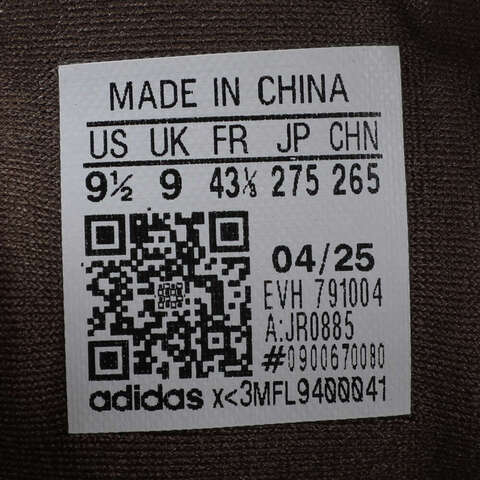 MADE IN CHINA
US UK FR JP CHN
9½ 9 43⅓ 275 265
04/25
EVH 791004
A:JR0885
#0900670080
adidas x<3MFL9400041